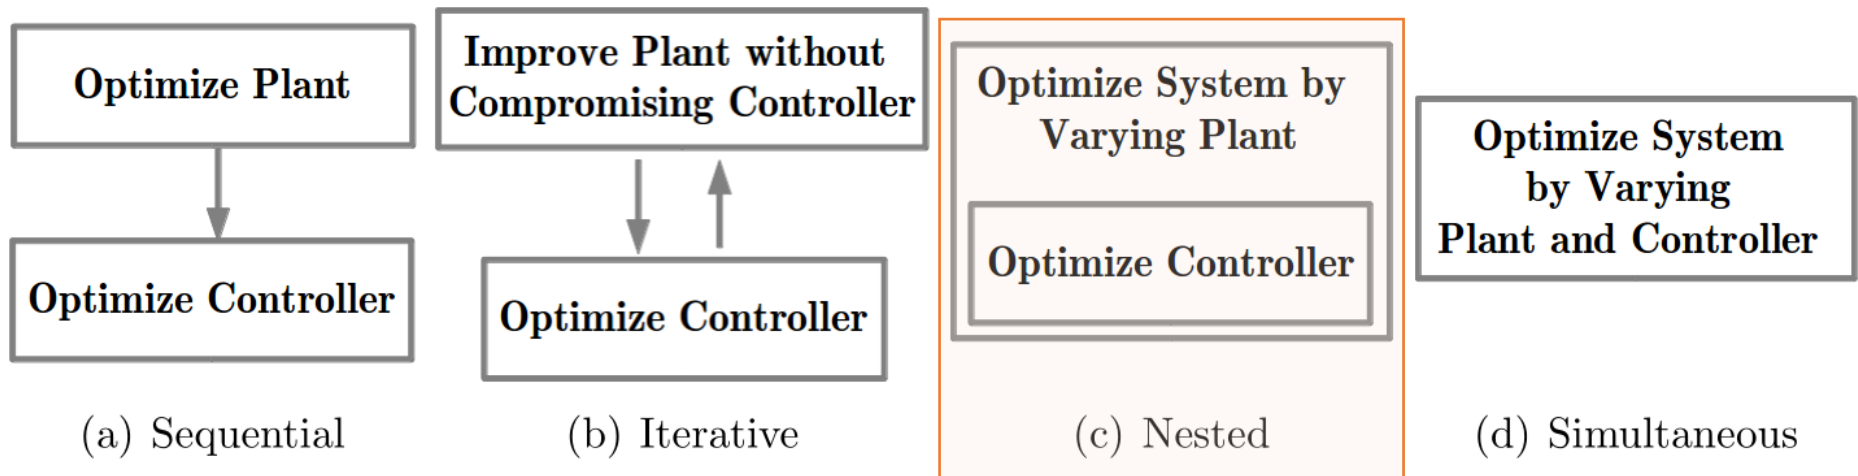 Optimize Plant
Optimize Controller
(a) Sequential
Improve Plant without
Compromising Controller
Optimize Controller
(b) Iterative
Optimize System by
Varying Plant
Optimize Controller
(c) Nested
Optimize System
by Varying
Plant and Controller
(d) Simultaneous